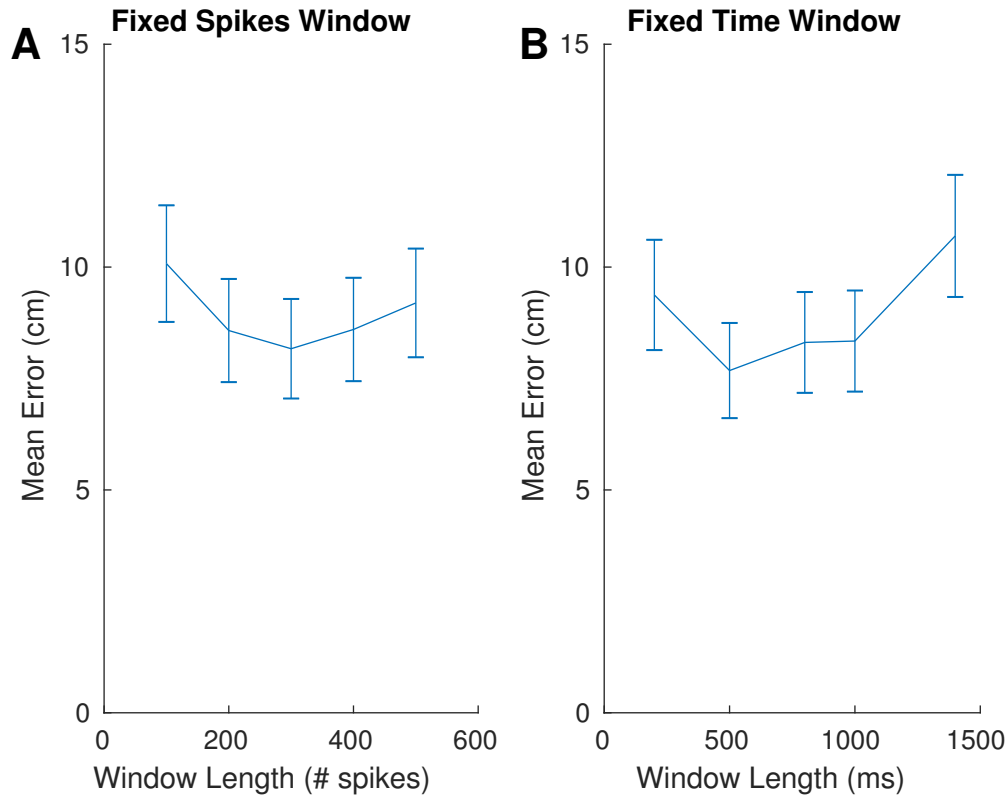 A
Fixed Spikes Window
15
10
5
0
Mean Error (cm)
0 200 400 600
Window Length (# spikes)
B
Fixed Time Window
15
10
5
0
Mean Error (cm)
0 500 1000 1500
Window Length (ms)